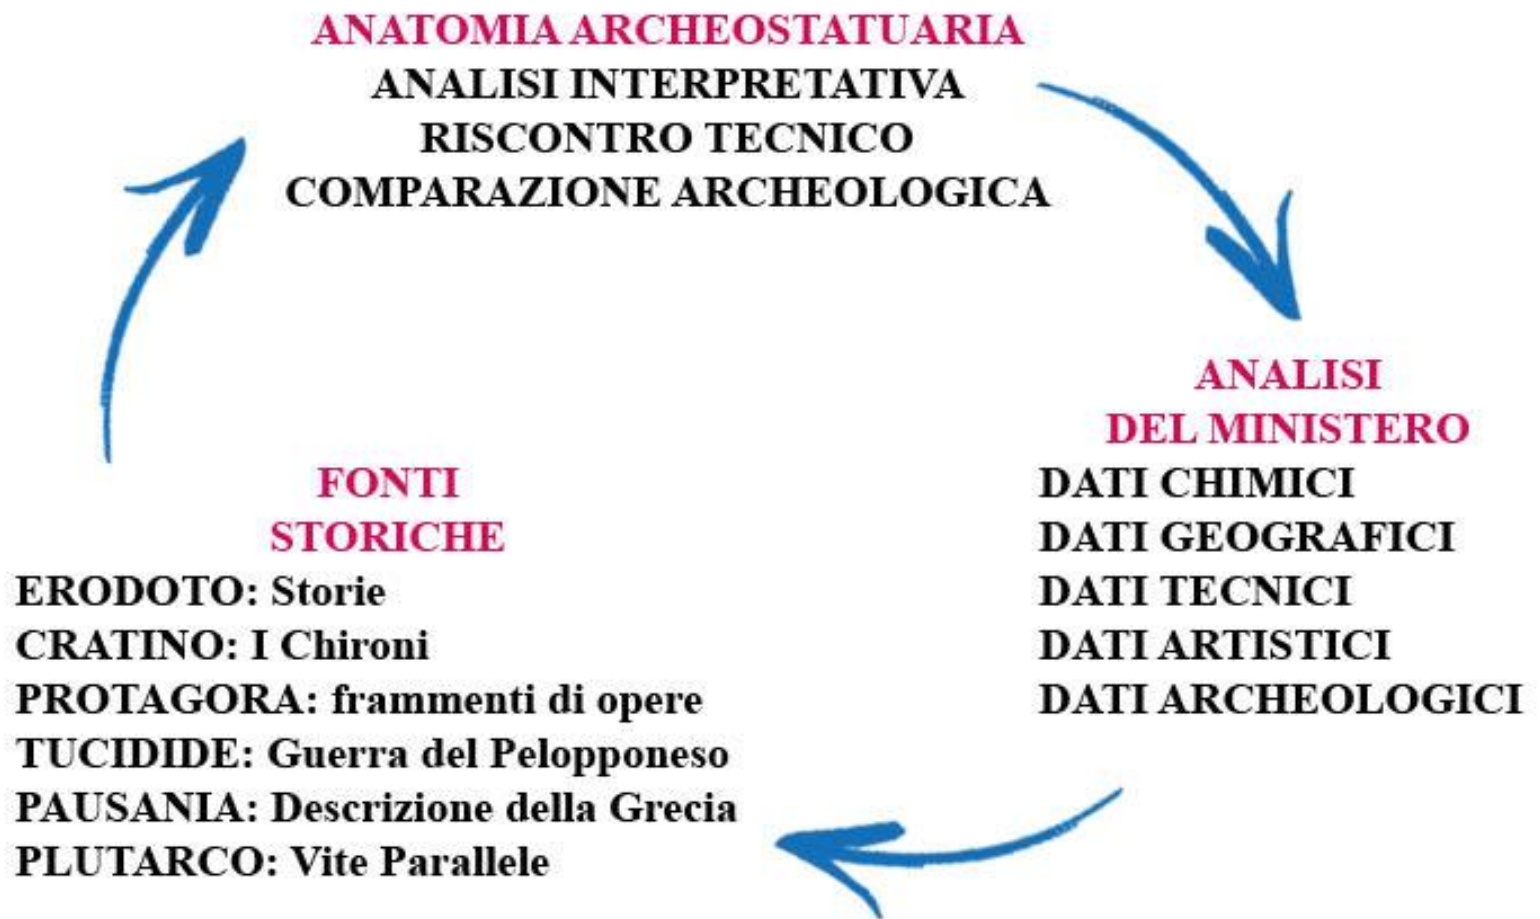 ANATOMIA ARCHEOSTATUARIA
ANALISI INTERPRETATIVA
RISCONTRO TECNICO
COMPARAZIONE ARCHEOLOGICA
ANALISI
DEL MINISTERO
DATI CHIMICI
DATI GEOGRAFICI
DATI TECNICI
DATI ARTISTICI
DATI ARCHEOLOGICI
FONTI
STORICHE
ERODOTO: Storie
CRATINO: I Chironi
PROTAGORA: frammenti di opere
TUCIDIDE: Guerra del Pelopponeso
PAUSANIA: Descrizione della Grecia
PLUTARCO: Vite Parallele